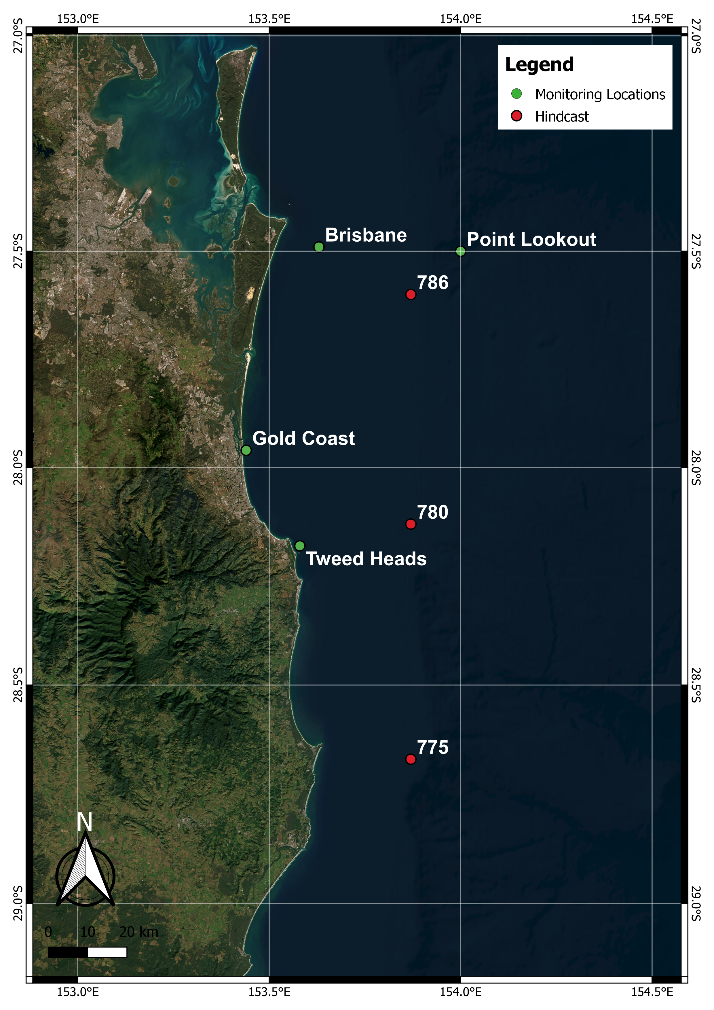 153.0°E 153.5°E 154.0°E 154.5°E
27.0°S 27.0°S
Legend
Monitoring Locations
Hindcast
Brisbane
Point Lookout
27.5°S 27.5°S
786
Gold Coast
28.0°S 28.0°S
780
Tweed Heads
28.5°S 28.5°S
775
N
29.0°S 29.0°S
0 10 20 km
153.0°E 153.5°E 154.0°E 154.5°E